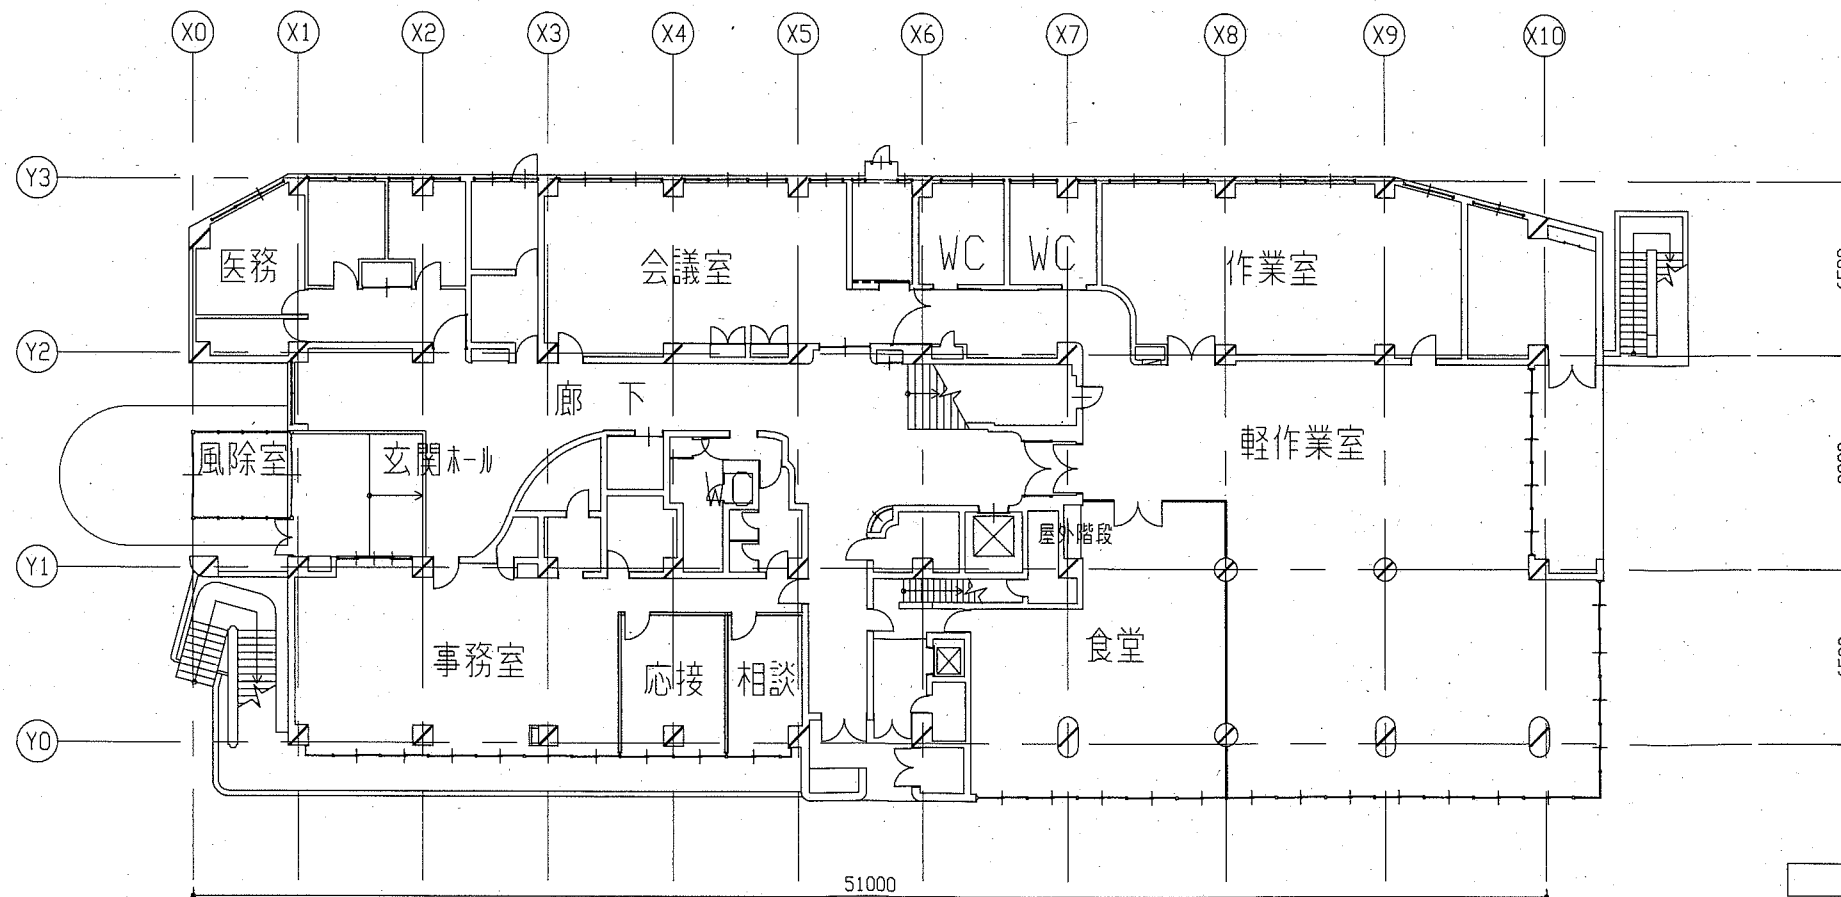 X0 X1 X2 X3 X4 X5 X6 X7 X8 X9 X10
Y3
医務
会議室
WC
WC
作業室
Y2
廊下
風除室
玄関ホール
軽作業室
屋外階段
Y1
事務室
応接
相談
食堂
Y0
51000